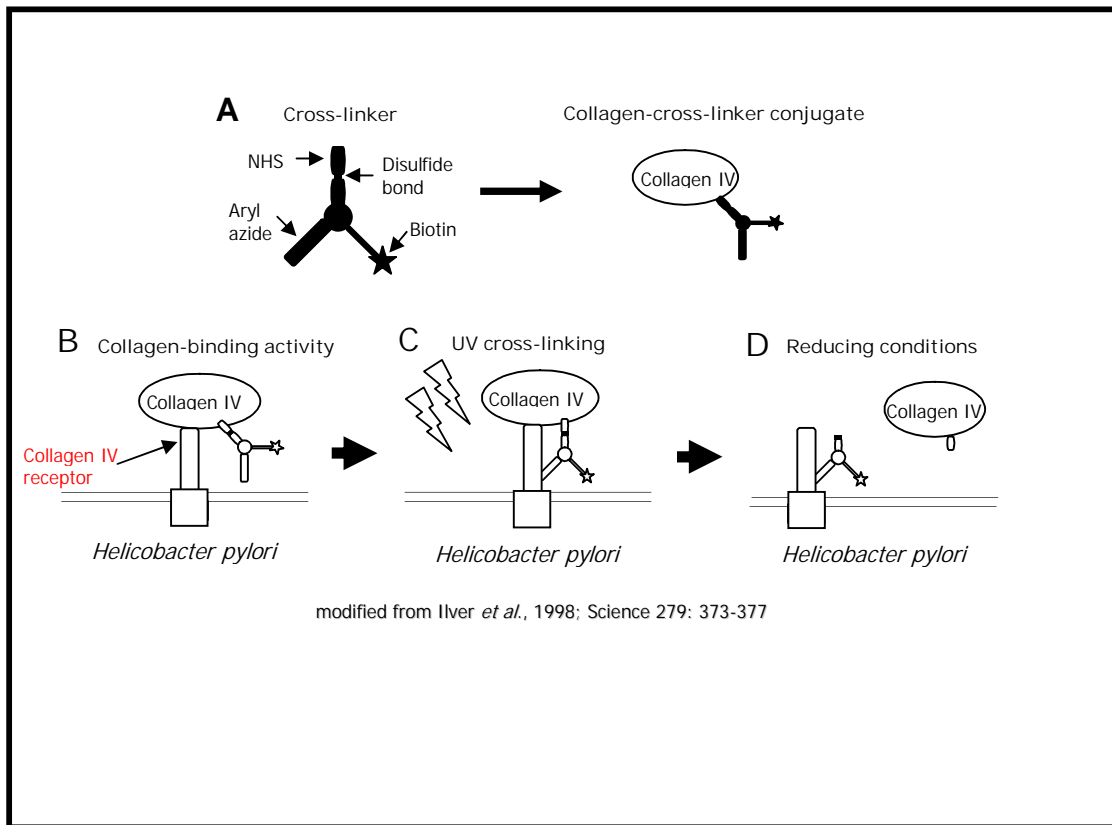 A
Cross-linker
Collagen-cross-linker conjugate
NHS
Disulfide
bond
Aryl
azide
Biotin
Collagen IV
B
Collagen-binding activity
C
UV cross-linking
D
Reducing conditions
Collagen IV
Collagen IV
Collagen IV
Collagen IV
receptor
Helicobacter pylori
Helicobacter pylori
Helicobacter pylori
modified from Ilver et al., 1998; Science 279: 373-377